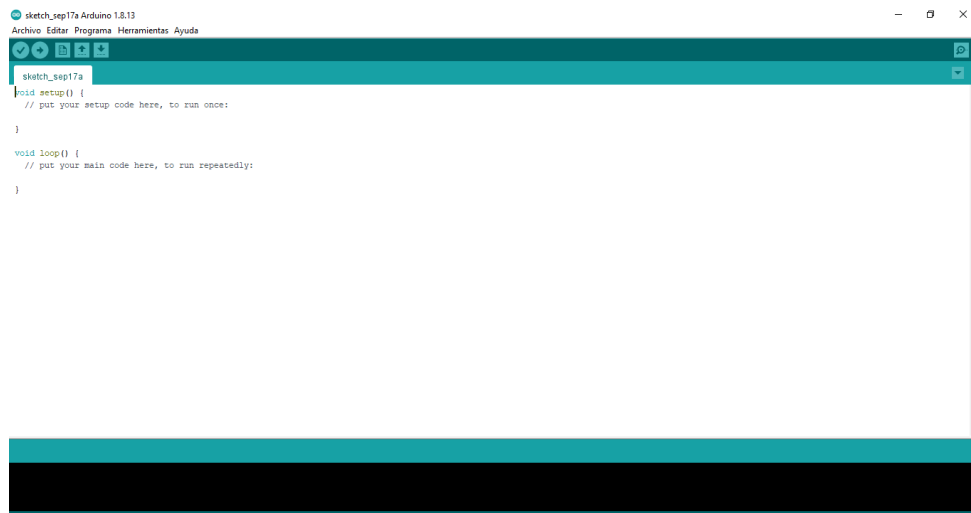 sketch_sep17a Arduino 1.8.13
Archivo Editar Programa Herramientas Ayuda
sketch_sep17a
void setup() {
  // put your setup code here, to run once:
}
void loop() {
  // put your main code here, to run repeatedly:
}